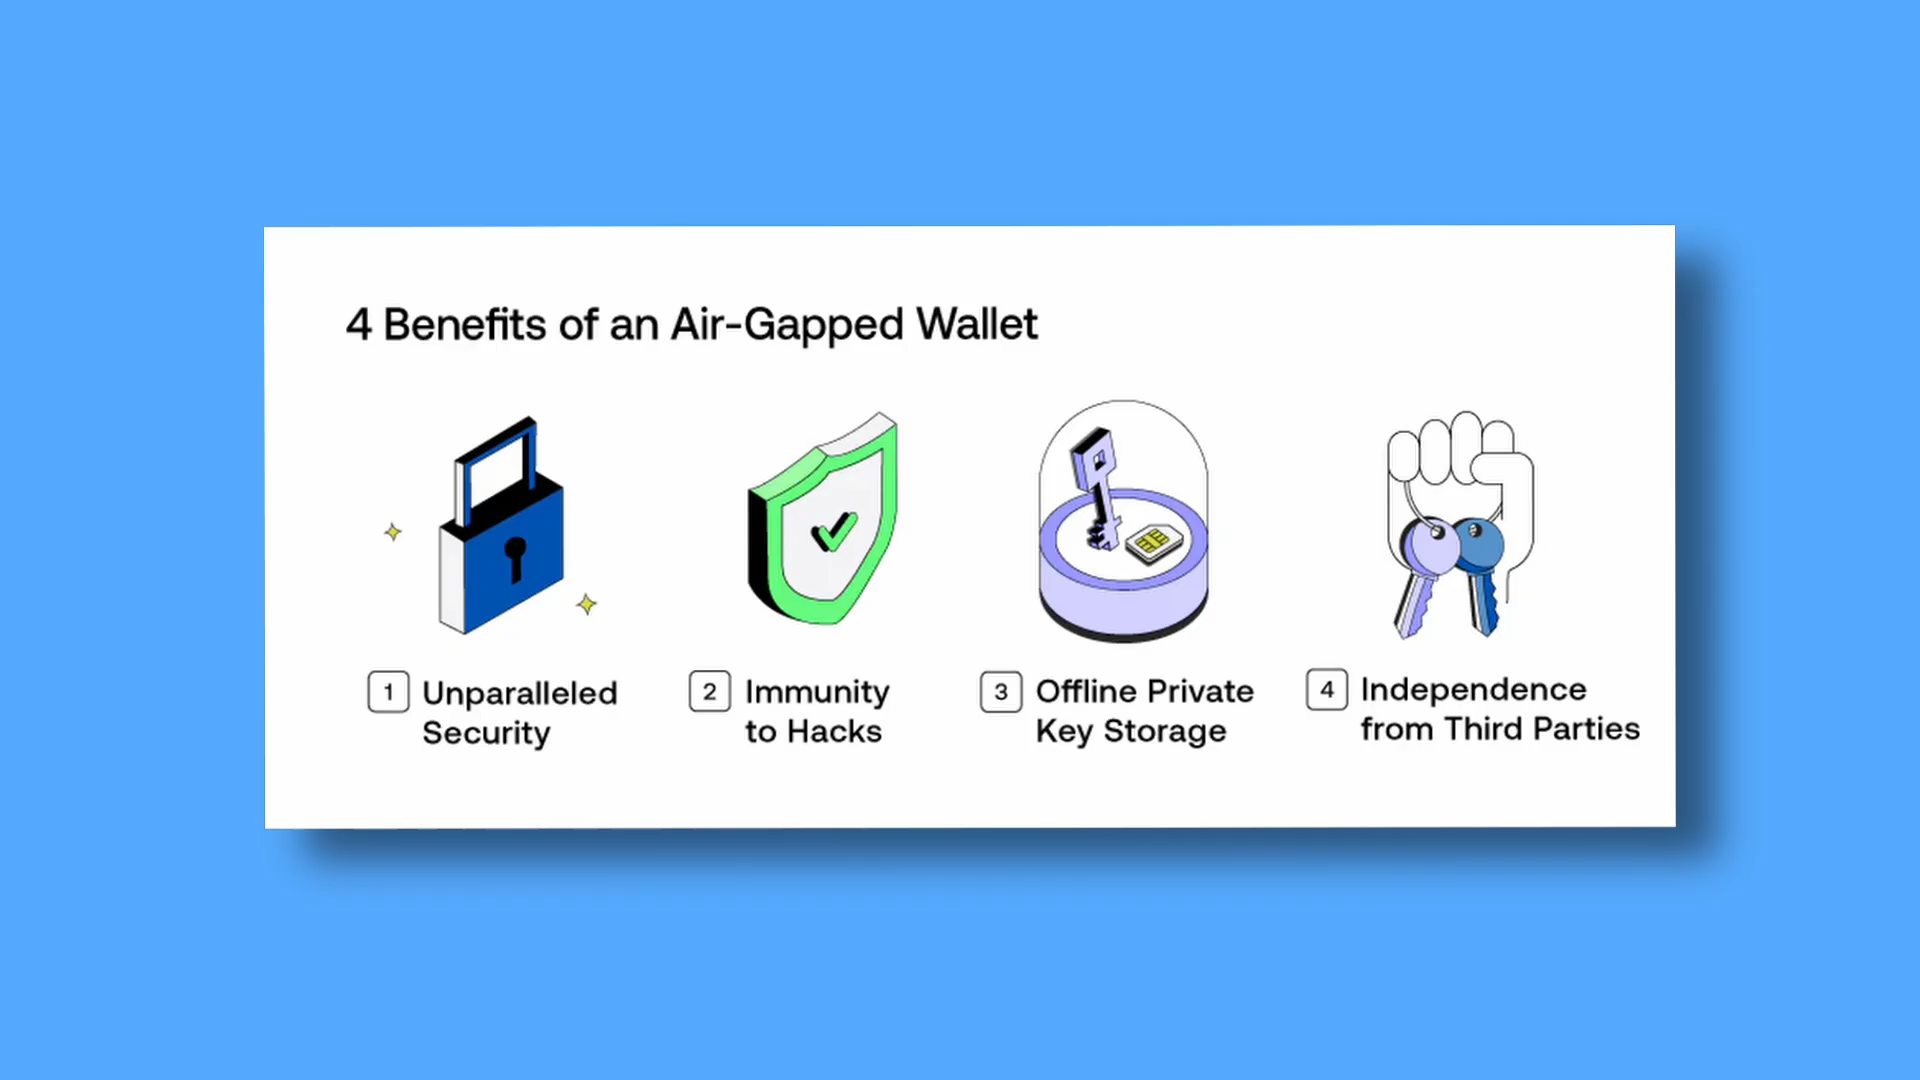 4 Benefits of an Air-Gapped Wallet
1 Unparalleled
Security
2 Immunity
to Hacks
3 Offline Private
Key Storage
4 Independence
from Third Parties